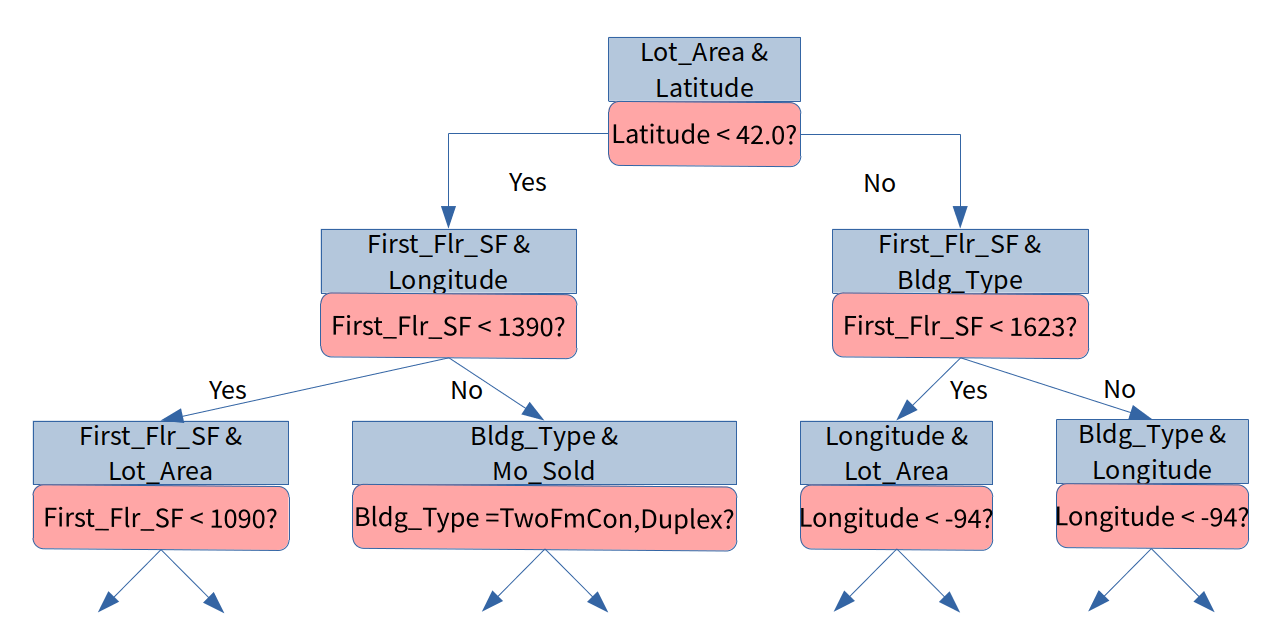 Lot_Area &
Latitude
Latitude < 42.0?
Yes
No
First_Flr_SF &
Longitude
First_Flr_SF < 1390?
First_Flr_SF &
Bldg_Type
First_Flr_SF < 1623?
Yes
No
Yes
No
First_Flr_SF &
Lot_Area
First_Flr_SF < 1090?
Bldg_Type &
Mo_Sold
Bldg_Type =TwoFmCon,Duplex?
Longitude &
Lot_Area
Longitude < -94?
Bldg_Type &
Longitude
Longitude < -94?